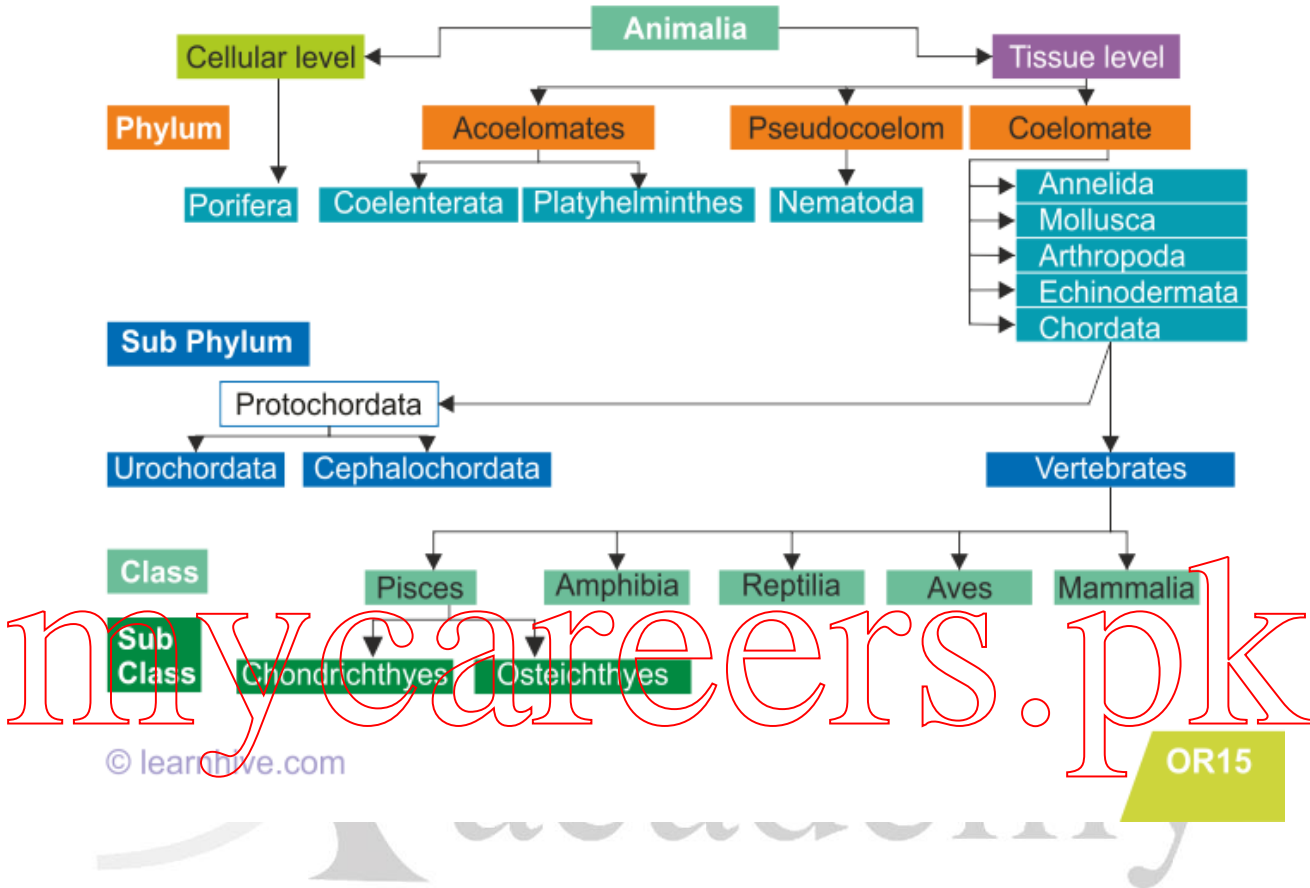 Animalia
Cellular level
Tissue level
Phylum
Acoelomates
Pseudocoelom
Coelomate
Porifera
Coelenterata
Platyhelminthes
Nematoda
Annelida
Mollusca
Arthropoda
Echinodermata
Chordata
Sub Phylum
Protochordata
Urochordata
Cephalochordata
Vertebrates
Class
Pisces
Amphibia
Reptilia
Aves
Mammalia
Sub
Class
Chondrichthyes
Osteichthyes
mycareers.pk
© learnhive.com
OR15
academy